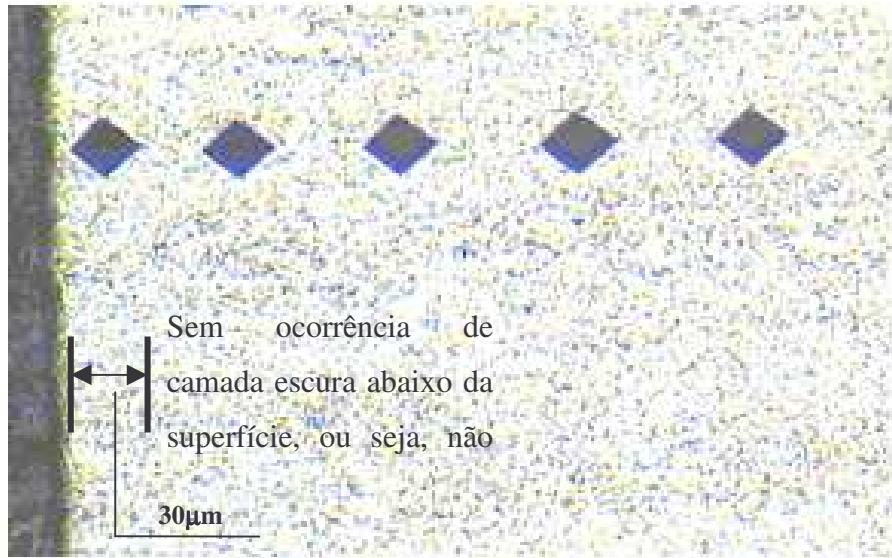 Sem ocorrência de
camada escura abaixo da
superfície, ou seja, não
30µm